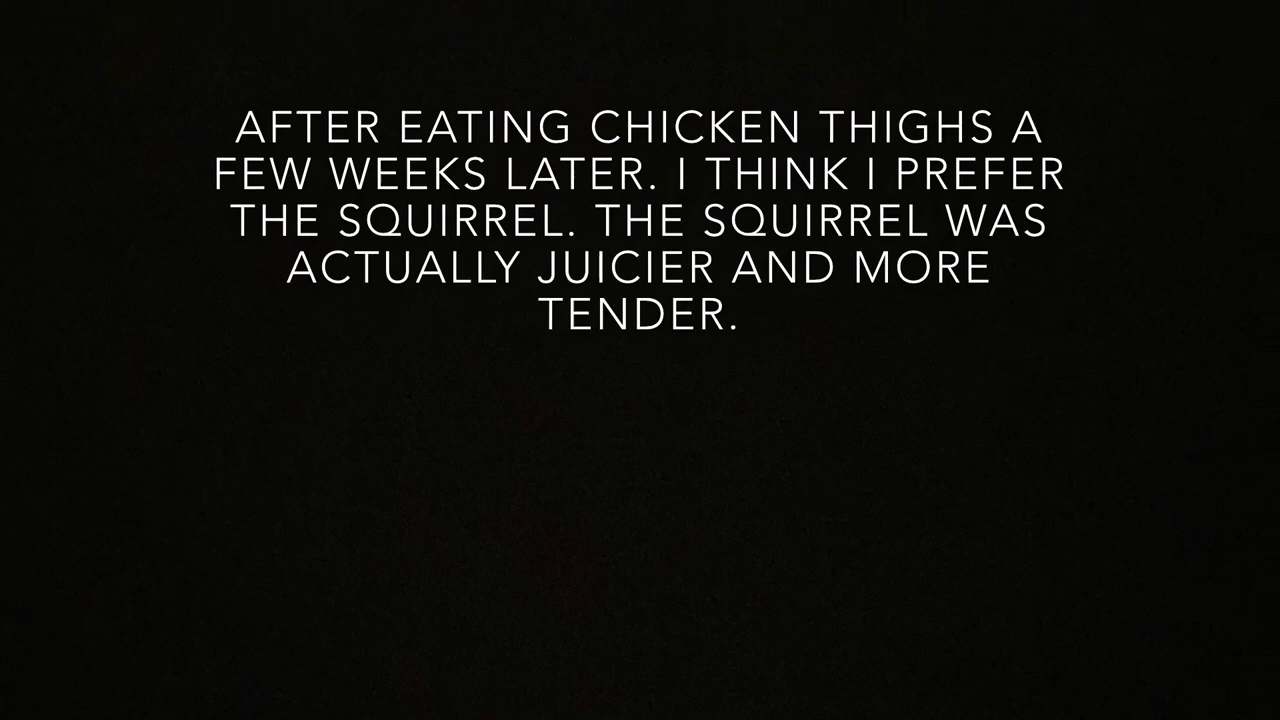 AFTER EATING CHICKEN THIGHS A
FEW WEEKS LATER. I THINK I PREFER
THE SQUIRREL. THE SQUIRREL WAS
ACTUALLY JUICIER AND MORE
TENDER.